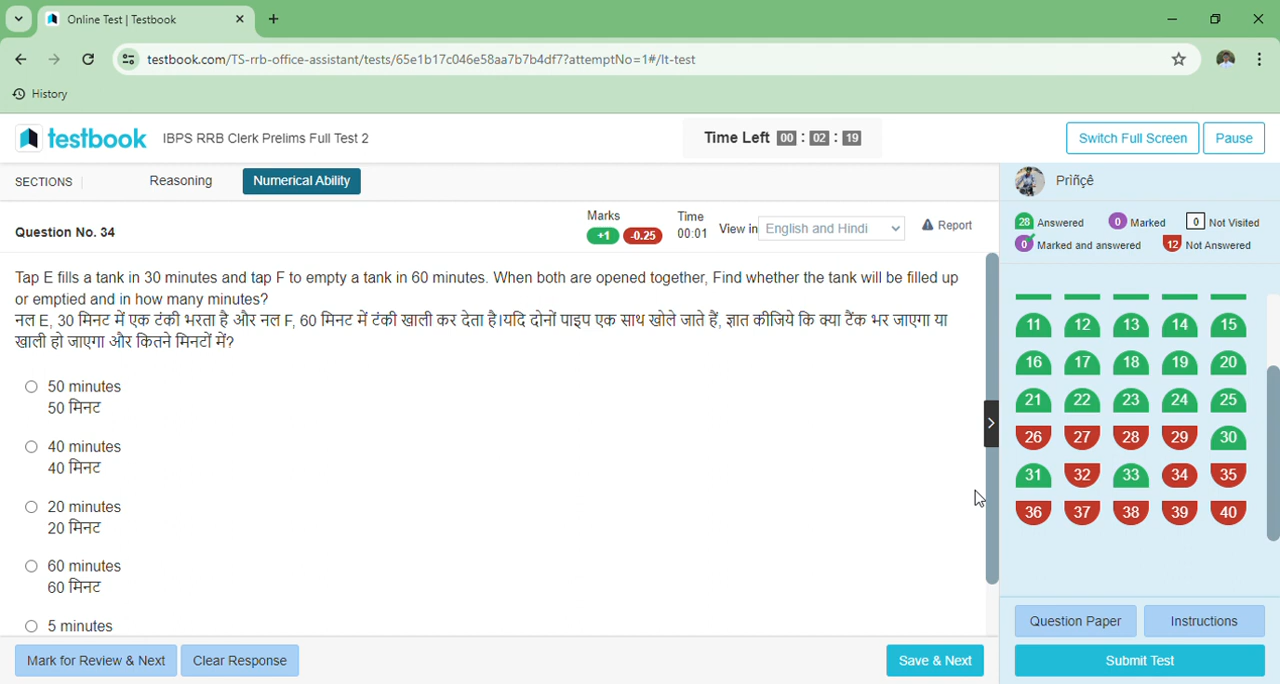 Online Test | Testbook
testbook.com/TS-rrb-office-assistant/tests/65e1b17c046e58aa7b7b4df7?attemptNo=1#/lt-test
History
testbook
IBPS RRB Clerk Prelims Full Test 2
Time Left 00 : 02 : 19
Switch Full Screen
Pause
SECTIONS
Reasoning
Numerical Ability
Prîñçê
Question No. 34
Marks
+1 -0.25
Time
00:01
View in English and Hindi
Report
28 Answered
0 Marked
0 Not Visited
0 Marked and answered
12 Not Answered
Tap E fills a tank in 30 minutes and tap F to empty a tank in 60 minutes. When both are opened together, Find whether the tank will be filled up
or emptied and in how many minutes?
नल E, 30 मिनट में एक टंकी भरता है और नल F, 60 मिनट में टंकी खाली कर देता है।यदि दोनों पाइप एक साथ खोले जाते हैं, ज्ञात कीजिये कि क्या टैंक भर जाएगा या
खाली हो जाएगा और कितने मिनटों में?
50 minutes
50 मिनट
40 minutes
40 मिनट
20 minutes
20 मिनट
60 minutes
60 मिनट
5 minutes
11 12 13 14 15
16 17 18 19 20
21 22 23 24 25
26 27 28 29 30
31 32 33 34 35
36 37 38 39 40
Question Paper
Instructions
Mark for Review & Next
Clear Response
Save & Next
Submit Test